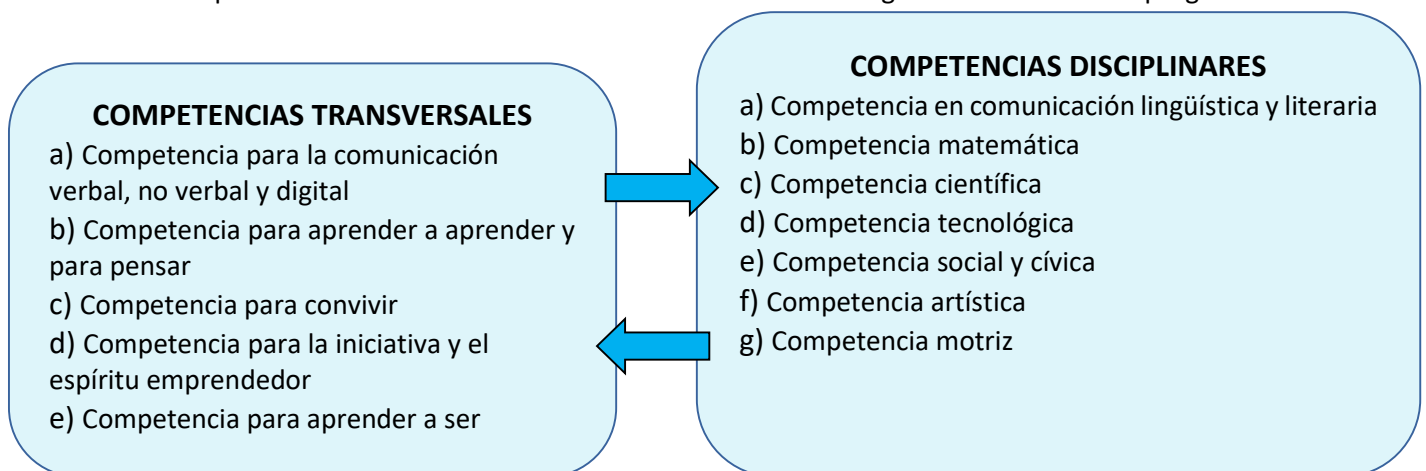 COMPETENCIAS TRANSVERSALES
a) Competencia para la comunicación
verbal, no verbal y digital
b) Competencia para aprender a aprender y
para pensar
c) Competencia para convivir
d) Competencia para la iniciativa y el
espíritu emprendedor
e) Competencia para aprender a ser
COMPETENCIAS DISCIPLINARES
a) Competencia en comunicación lingüística y literaria
b) Competencia matemática
c) Competencia científica
d) Competencia tecnológica
e) Competencia social y cívica
f) Competencia artística
g) Competencia motriz